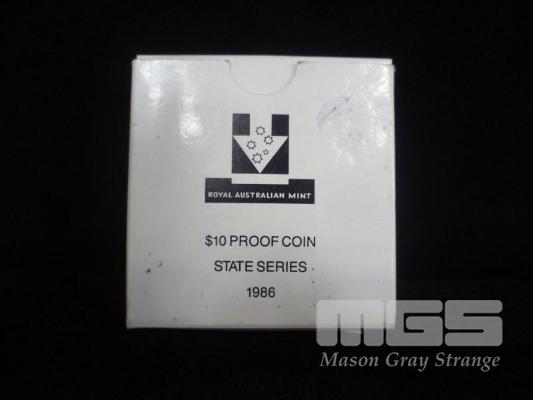 ROYAL AUSTRALIAN MINT
$10 PROOF COIN
STATE SERIES
1986
MGS
Mason Gray Strange